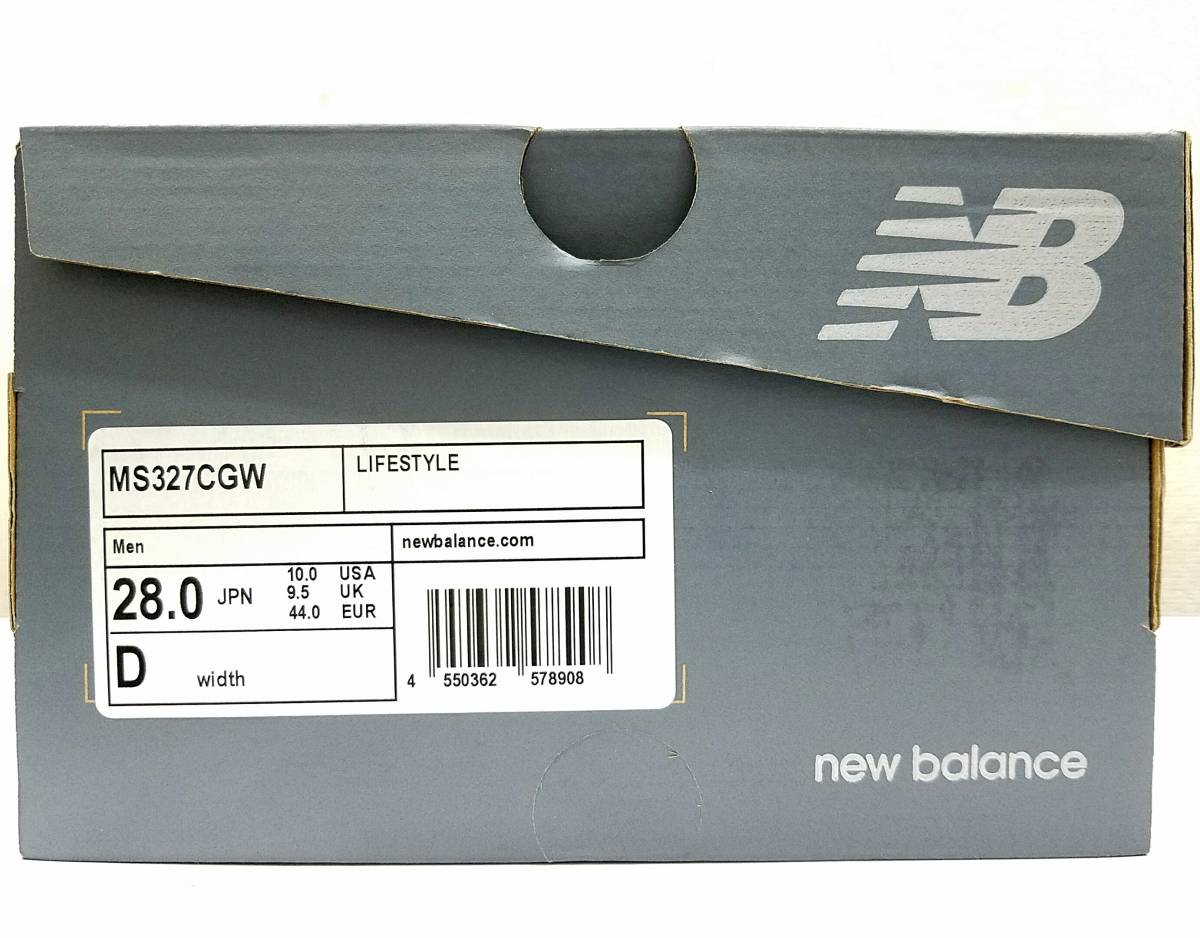 NB
MS327CGW
LIFESTYLE
Men
newbalance.com
28.0 JPN
10.0 USA
9.5 UK
44.0 EUR
D width
4 550362 578908
new balance